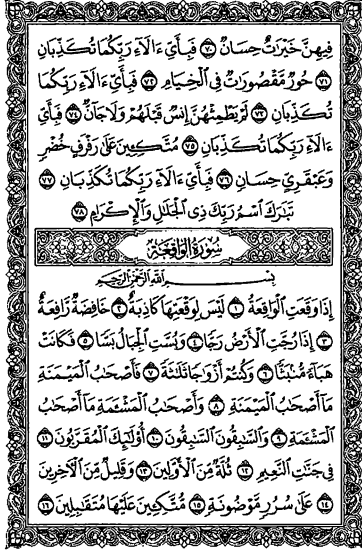 فِيهِنَّ خَيْرَٰتٌ حِسَانٌ ٧٠ فَبِأَيِّ ءَالَآءِ رَبِّكُمَا تُكَذِّبَانِ
٧١ حُورٌ مَّقْصُورَٰتٌ فِي ٱلْخِيَامِ ٧٢ فَبِأَيِّ ءَالَآءِ رَبِّكُمَا
تُكَذِّبَانِ ٧٣ لَمْ يَطْمِثْهُنَّ إِنسٌ قَبْلَهُمْ وَلَا جَآنٌّ ٧٤ فَبِأَيِّ
ءَالَآءِ رَبِّكُمَا تُكَذِّبَانِ ٧٥ مُتَّكِـِٔينَ عَلَىٰ رَفْرَفٍ خُضْرٍ
وَعَبْقَرِيٍّ حِسَانٍ ٧٦ فَبِأَيِّ ءَالَآءِ رَبِّكُمَا تُكَذِّبَانِ ٧٧
تَبَٰرَكَ ٱسْمُ رَبِّكَ ذِي ٱلْجَلَٰلِ وَٱلْإِكْرَامِ ٧٨
سُورَةُ الوَاقِعَةِ
بِسْمِ ٱللَّهِ ٱلرَّحْمَٰنِ ٱلرَّحِيمِ
إِذَا وَقَعَتِ ٱلْوَاقِعَةُ ١ لَيْسَ لِوَقْعَتِهَا كَاذِبَةٌ ٢ خَافِضَةٌ رَّافِعَةٌ
٣ إِذَا رُجَّتِ ٱلْأَرْضُ رَجًّا ٤ وَبُسَّتِ ٱلْجِبَالُ بَسًّا ٥ فَكَانَتْ
هَبَآءً مُّنۢبَثًّا ٦ وَكُنتُمْ أَزْوَٰجًا ثَلَٰثَةً ٧ فَأَصْحَٰبُ ٱلْمَيْمَنَةِ
مَآ أَصْحَٰبُ ٱلْمَيْمَنَةِ ٨ وَأَصْحَٰبُ ٱلْمَشْـَٔمَةِ مَآ أَصْحَٰبُ
ٱلْمَشْـَٔمَةِ ٩ وَٱلسَّٰبِقُونَ ٱلسَّٰبِقُونَ ١٠ أُو۟لَٰٓئِكَ ٱلْمُقَرَّبُونَ ١١
فِي جَنَّٰتِ ٱلنَّعِيمِ ١٢ ثُلَّةٌ مِّنَ ٱلْأَوَّلِينَ ١٣ وَقَلِيلٌ مِّنَ ٱلْءَاخِرِينَ
١٤ عَلَىٰ سُرُرٍ مَّوْضُونَةٍ ١٥ مُّتَّكِـِٔينَ عَلَيْهَا مُتَقَٰبِلِينَ ١٦